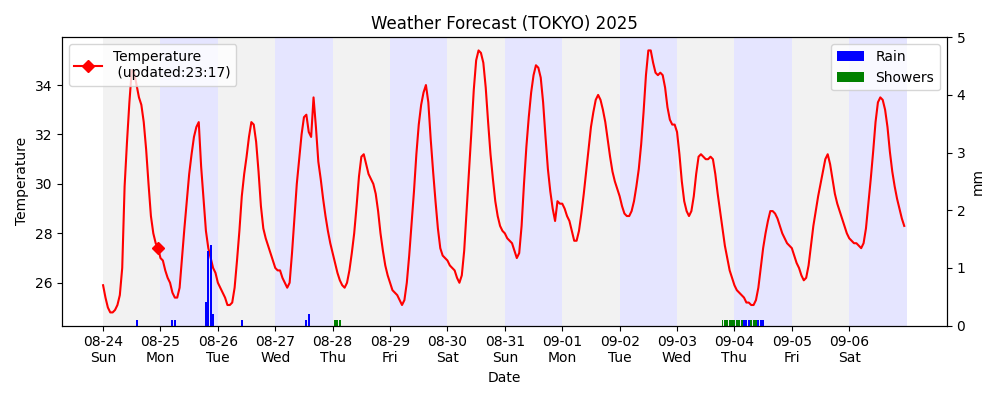 Weather Forecast (TOKYO) 2025
Temperature
(updated:23:17)
Rain
Showers
Temperature
34
32
30
28
26
5
4
3
2
1
0
mm
08-24 08-25 08-26 08-27 08-28 08-29 08-30 08-31 09-01 09-02 09-03 09-04 09-05 09-06
Sun Mon Tue Wed Thu Fri Sat Sun Mon Tue Wed Thu Fri Sat
Date